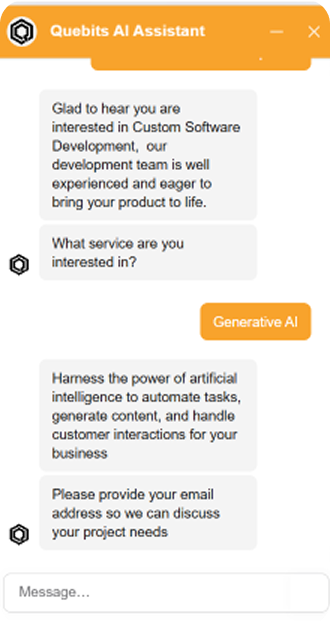 Quebits AI Assistant
Glad to hear you are
interested in Custom Software
Development, our
development team is well
experienced and eager to
bring your product to life.
What service are you
interested in?
Generative AI
Harness the power of artificial
intelligence to automate tasks,
generate content, and handle
customer interactions for your
business
Please provide your email
address so we can discuss
your project needs
Message...